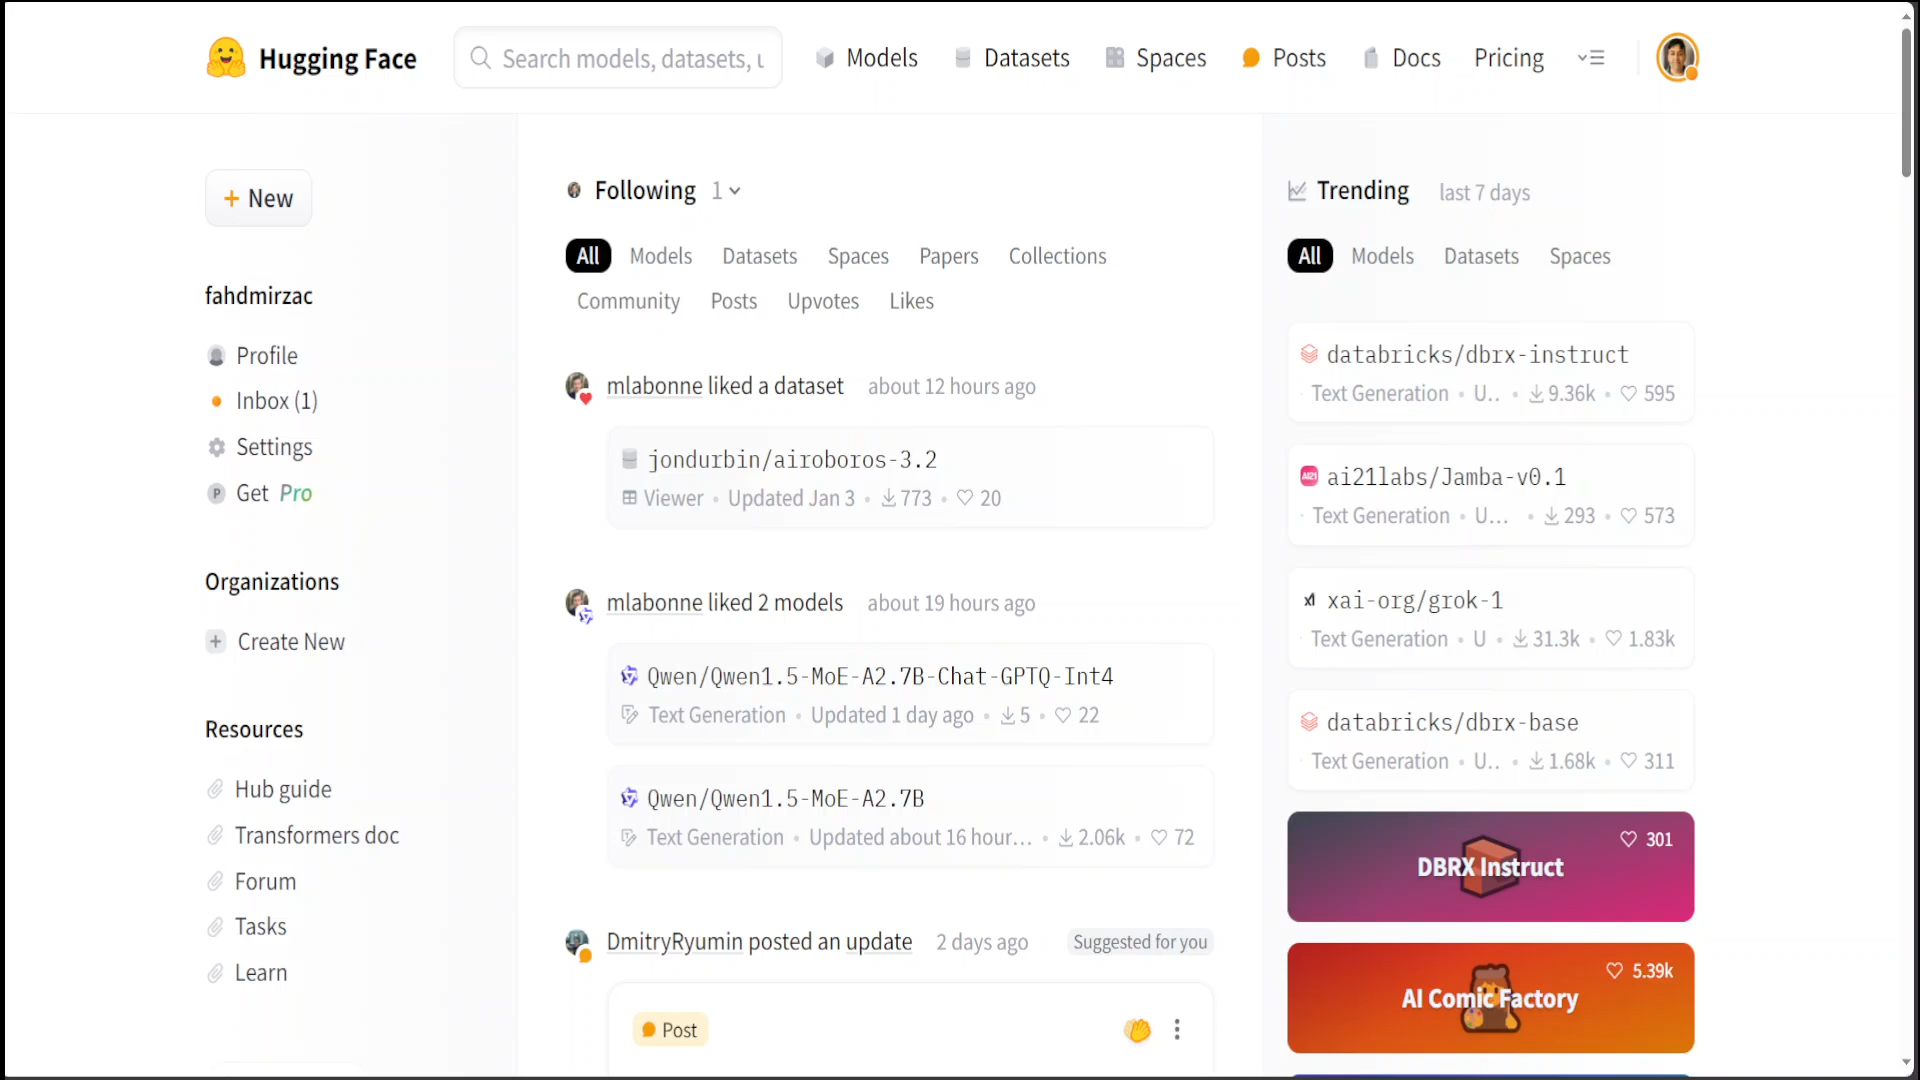 Hugging Face
Search models, datasets, u
Models
Datasets
Spaces
Posts
Docs
Pricing
+ New
fahdmirzac
Profile
Inbox (1)
Settings
P Get Pro
Organizations
+ Create New
Resources
Hub guide
Transformers doc
Forum
Tasks
Learn
Following 1
All Models Datasets Spaces Papers Collections
Community Posts Upvotes Likes
mlabonne liked a dataset about 12 hours ago
jondurbin/airoboros-3.2
Viewer • Updated Jan 3 • 773 • 20
mlabonne liked 2 models about 19 hours ago
Qwen/Qwen1.5-MoE-A2.7B-Chat-GPTQ-Int4
Text Generation • Updated 1 day ago • 5 • 22
Qwen/Qwen1.5-MoE-A2.7B
Text Generation • Updated about 16 hour... • 2.06k • 72
DmitryRyumin posted an update 2 days ago Suggested for you
Post
Trending last 7 days
All Models Datasets Spaces
databricks/dbrx-instruct
Text Generation • U.. • 9.36k • 595
AI21 ai21labs/Jamba-v0.1
Text Generation • U... • 293 • 573
xai-org/grok-1
Text Generation • U • 31.3k • 1.83k
databricks/dbrx-base
Text Generation • U.. • 1.68k • 311
301
DBRX Instruct
5.39k
AI Comic Factory